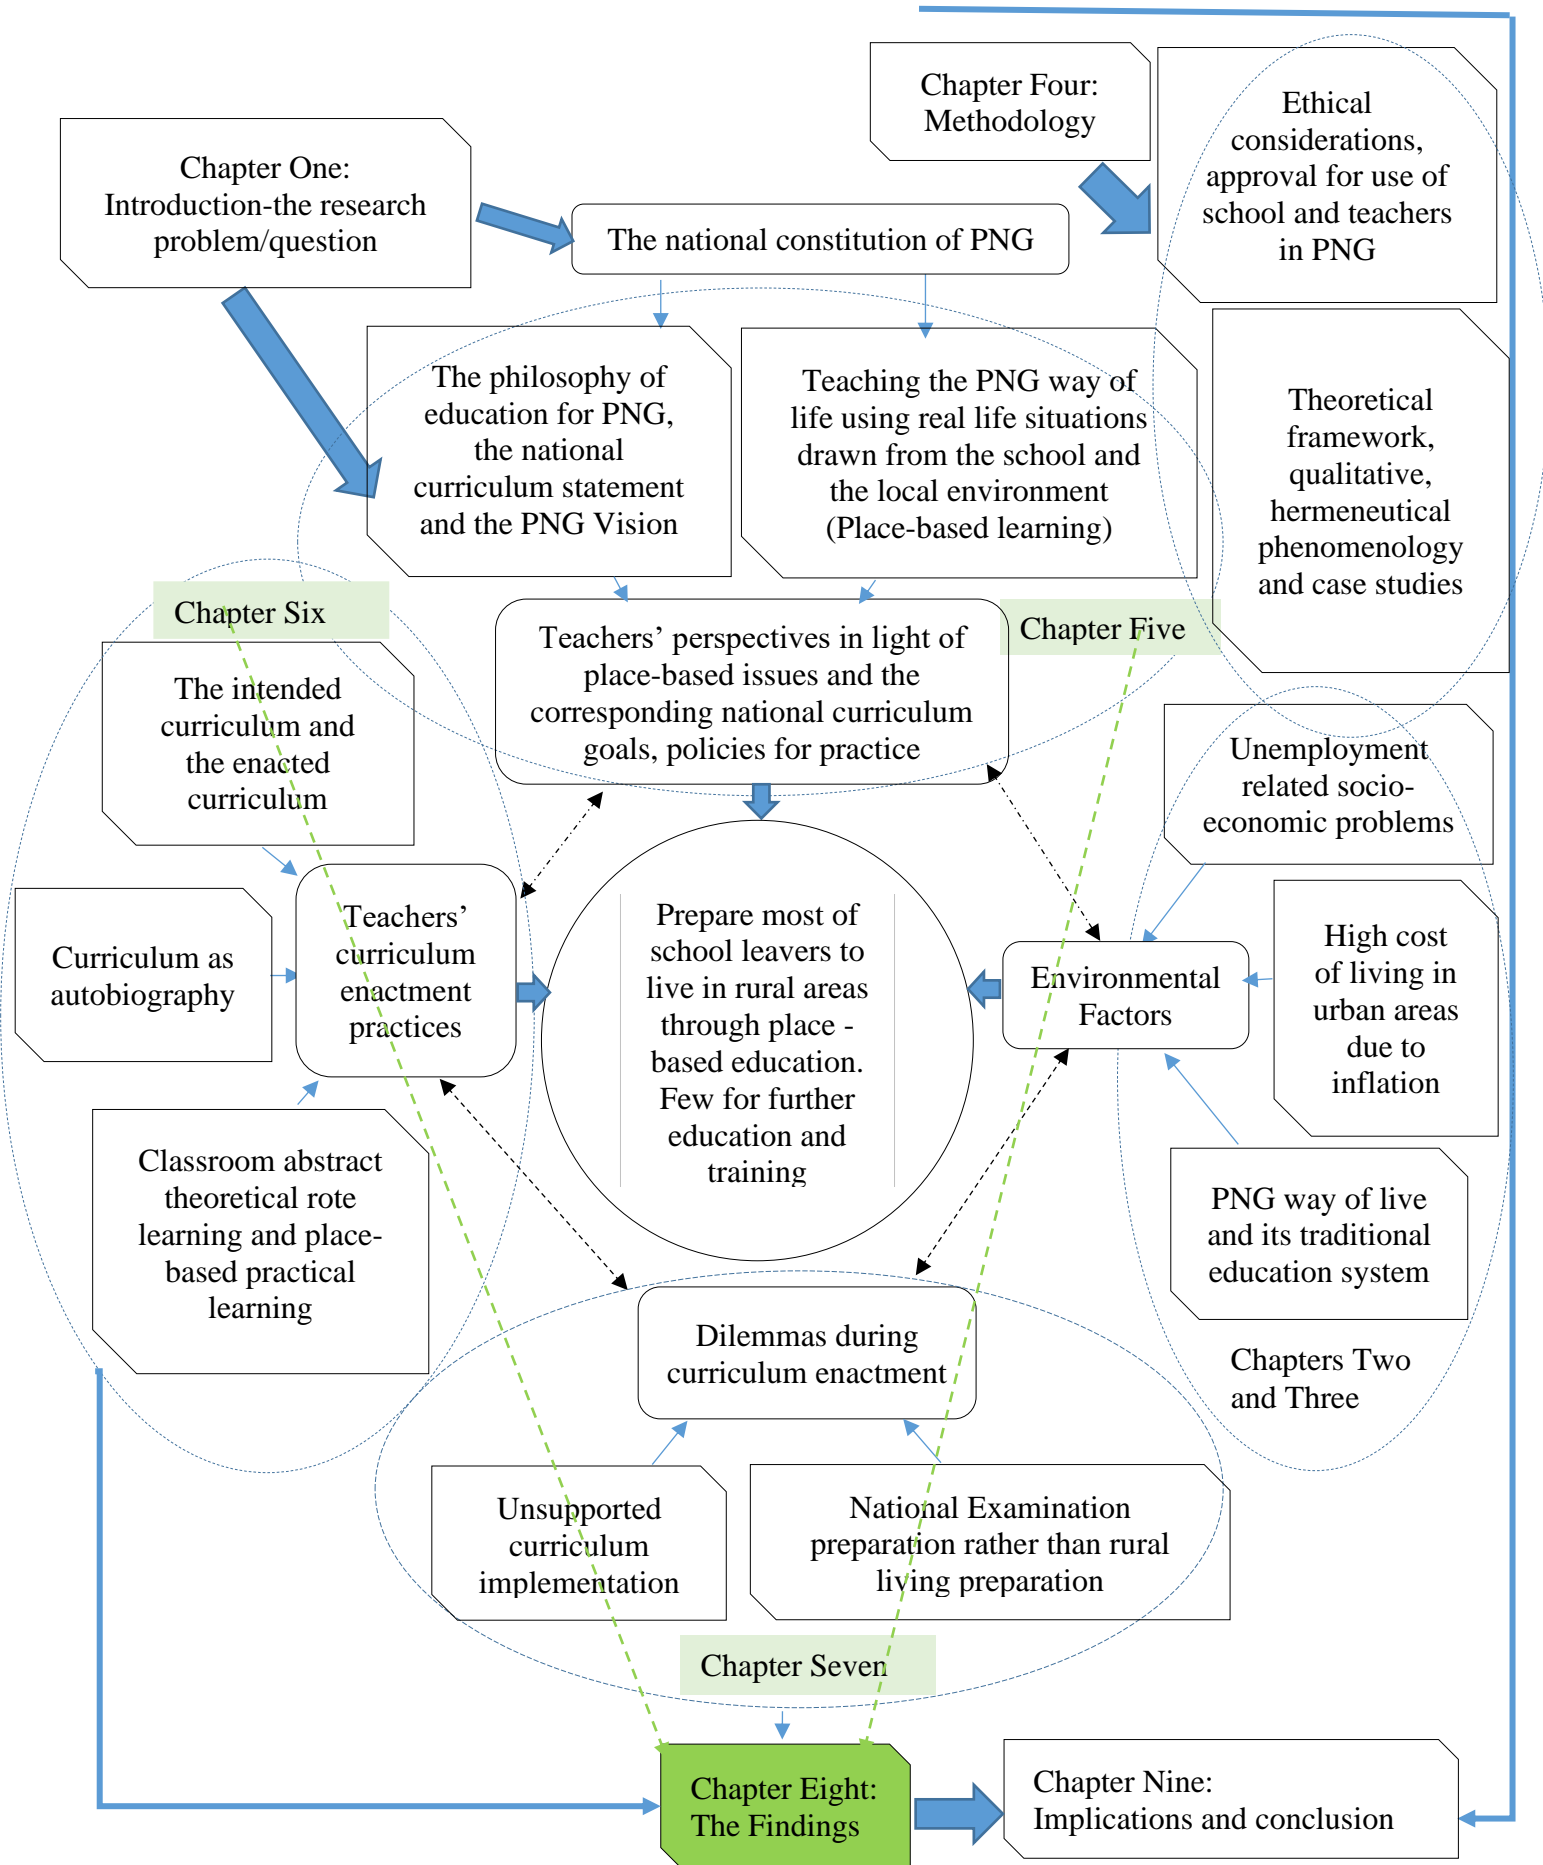 Chapter Four:
Methodology
Ethical
considerations,
approval for use of
school and teachers
in PNG
Chapter One:
Introduction-the research
problem/question
The national constitution of PNG
The philosophy of
education for PNG,
the national
curriculum statement
and the PNG Vision
Teaching the PNG way of
life using real life situations
drawn from the school and
the local environment
(Place-based learning)
Theoretical
framework,
qualitative,
hermeneutical
phenomenology
and case studies
Chapter Six
Teachers’ perspectives in light of
place-based issues and the
corresponding national curriculum
goals, policies for practice
Chapter Five
The intended
curriculum and
the enacted
curriculum
Unemployment
related socio-
economic problems
Curriculum as
autobiography
Teachers’
curriculum
enactment
practices
Prepare most of
school leavers to
live in rural areas
through place -
based education.
Few for further
education and
training
Environmental
Factors
High cost
of living in
urban areas
due to
inflation
Classroom abstract
theoretical rote
learning and place-
based practical
learning
PNG way of live
and its traditional
education system
Dilemmas during
curriculum enactment
Chapters Two
and Three
Unsupported
curriculum
implementation
National Examination
preparation rather than rural
living preparation
Chapter Seven
Chapter Eight:
The Findings
Chapter Nine:
Implications and conclusion